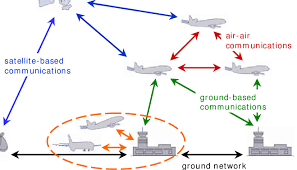 air-air
communications
satellite-based
communications
ground-based
communications
ground network